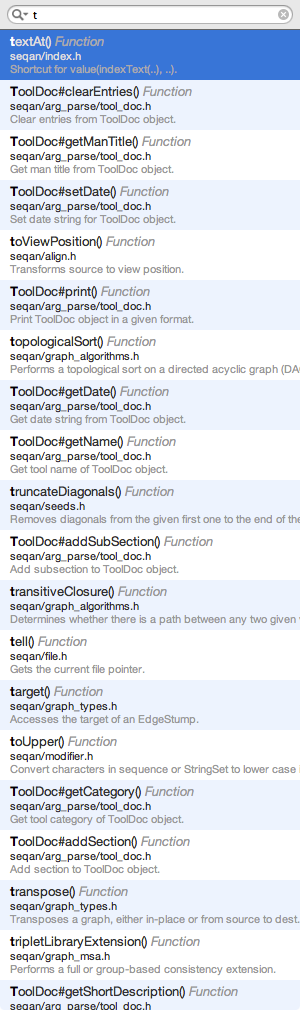 t
textAt() Function
seqan/index.h
Shortcut for value(indexText(..), ..).
ToolDoc#clearEntries() Function
seqan/arg_parse/tool_doc.h
Clear entries from ToolDoc object.
ToolDoc#getManTitle() Function
seqan/arg_parse/tool_doc.h
Get man title from ToolDoc object.
ToolDoc#setDate() Function
seqan/arg_parse/tool_doc.h
Set date string for ToolDoc object.
toViewPosition() Function
seqan/align.h
Transforms source to view position.
ToolDoc#print() Function
seqan/arg_parse/tool_doc.h
Print ToolDoc object in a given format.
topologicalSort() Function
seqan/graph_algorithms.h
Performs a topological sort on a directed acyclic graph (DA
ToolDoc#getDate() Function
seqan/arg_parse/tool_doc.h
Get date string from ToolDoc object.
ToolDoc#getName() Function
seqan/arg_parse/tool_doc.h
Get tool name of ToolDoc object.
truncateDiagonals() Function
seqan/seeds.h
Removes diagonals from the given first one to the end of the
ToolDoc#addSubSection() Function
seqan/arg_parse/tool_doc.h
Add subsection to ToolDoc object.
transitiveClosure() Function
seqan/graph_algorithms.h
Determines whether there is a path between any two given
tell() Function
seqan/file.h
Gets the current file pointer.
target() Function
seqan/graph_types.h
Accesses the target of an EdgeStump.
toUpper() Function
seqan/modifier.h
Convert characters in sequence or StringSet to lower case
ToolDoc#getCategory() Function
seqan/arg_parse/tool_doc.h
Get tool category of ToolDoc object.
ToolDoc#addSection() Function
seqan/arg_parse/tool_doc.h
Add section to ToolDoc object.
transpose() Function
seqan/graph_types.h
Transposes a graph, either in-place or from source to dest.
tripletLibraryExtension() Function
seqan/graph_msa.h
Performs a full or group-based consistency extension.
ToolDoc#getShortDescription() Function
seqan/arg_parse/tool_doc.h